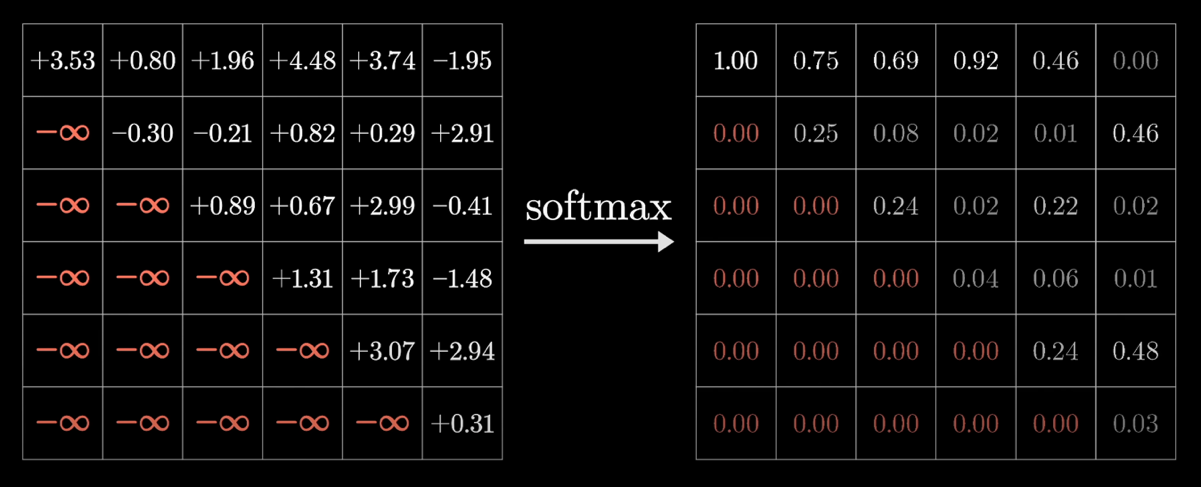 +3.53 +0.80 +1.96 +4.48 +3.74 −1.95
−∞ −0.30 −0.21 +0.82 +0.29 +2.91
−∞ −∞ +0.89 +0.67 +2.99 −0.41
−∞ −∞ −∞ +1.31 +1.73 −1.48
−∞ −∞ −∞ −∞ +3.07 +2.94
−∞ −∞ −∞ −∞ −∞ +0.31
softmax
1.00 0.75 0.69 0.92 0.46 0.00
0.00 0.25 0.08 0.02 0.01 0.46
0.00 0.00 0.24 0.02 0.22 0.02
0.00 0.00 0.00 0.04 0.06 0.01
0.00 0.00 0.00 0.00 0.24 0.48
0.00 0.00 0.00 0.00 0.00 0.03